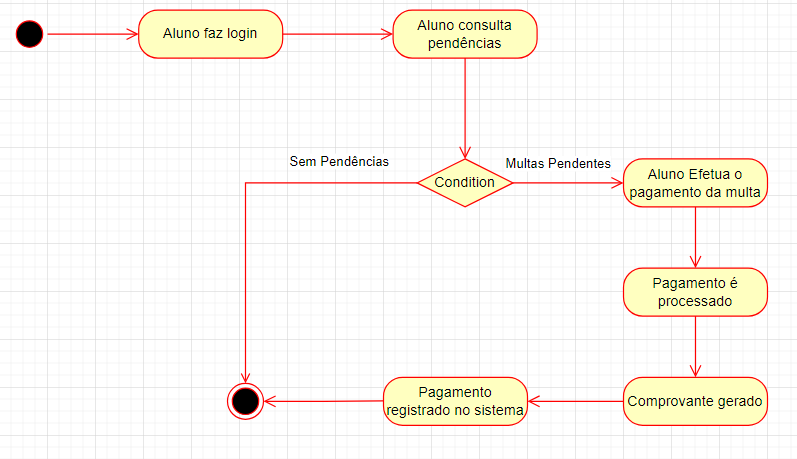 Aluno faz login
Aluno consulta
pendências
Sem Pendências
Multas Pendentes
Condition
Aluno Efetua o
pagamento da multa
Pagamento é
processado
Pagamento
registrado no sistema
Comprovante gerado